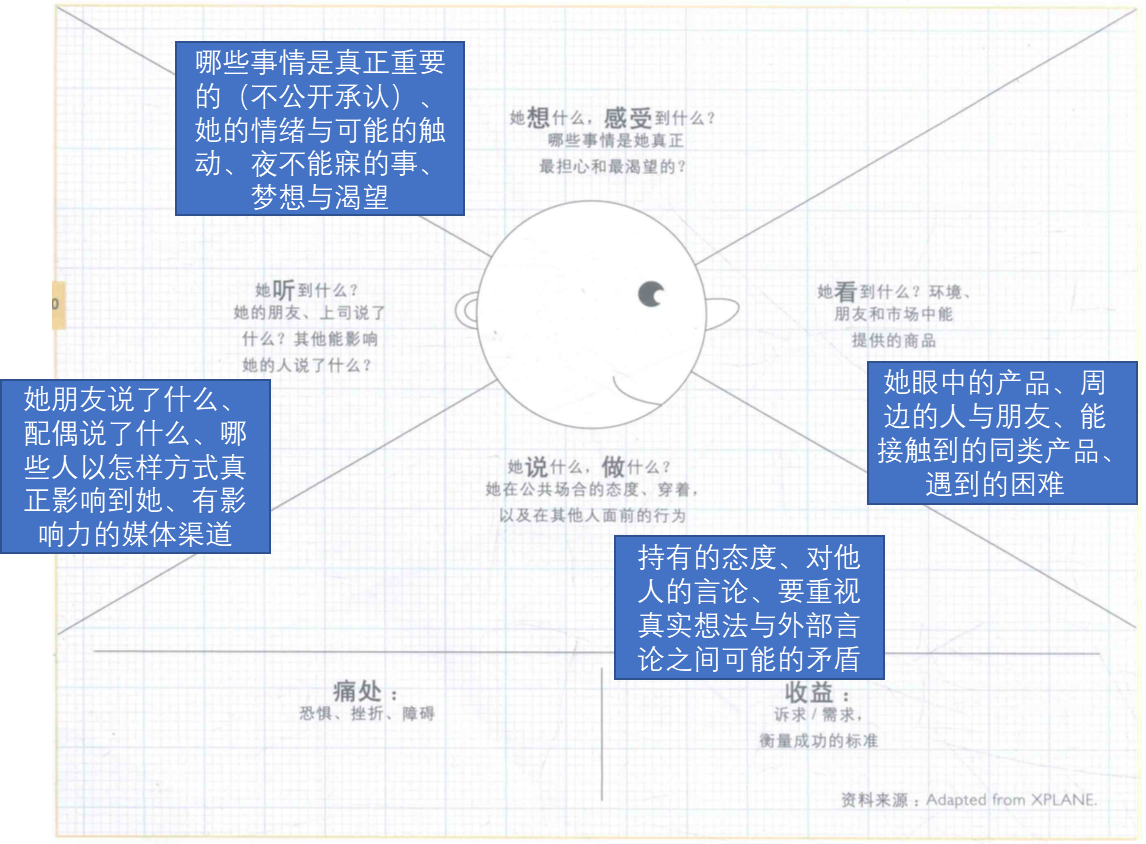 哪些事情是真正重要
的（不公开承认）、
她的情绪与可能的触
动、夜不能寐的事、
梦想与渴望
她想什么，感受到什么？
哪些事情是她真正
最担心和最渴望的？
她听到什么？
她的朋友、上司说了
什么？其他能影响
她的人说了什么？
她看到什么？环境、
朋友和市场中能
提供的商品
她朋友说了什么、
配偶说了什么、哪
些人以怎样方式真
正影响到她、有影
响力的媒体渠道
她眼中的产品、周
边的人与朋友、能
接触到的同类产品、
遇到的困难
她说什么，做什么？
她在公共场合的态度、穿着，
以及在其他人面前的行为
持有的态度、对他
人的言论、要重视
真实想法与外部言
论之间可能的矛盾
痛处：
恐惧、挫折、障碍
收益：
诉求/需求，
衡量成功的标准
资料来源：Adapted from XPLANE.
0